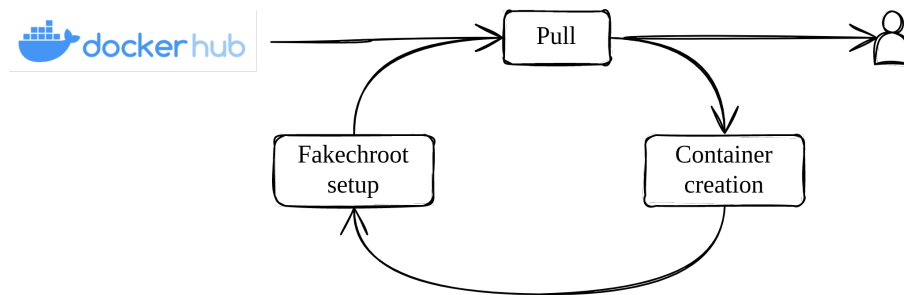 dockerhub
Pull
Fakechroot
setup
Container
creation